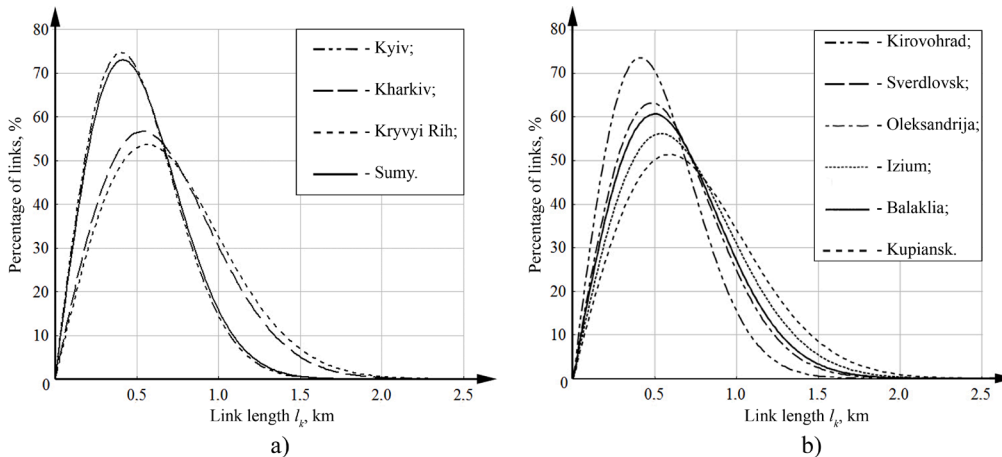 80
70
60
50
40
30
20
10
0
Percentage of links, %
0.5
1.0
1.5
2.0
2.5
Link length lₖ, km
- Kyiv;
- Kharkiv;
- Kryvyi Rih;
- Sumy.
a)
80
70
60
50
40
30
20
10
0
Percentage of links, %
0.5
1.0
1.5
2.0
2.5
Link length lₖ, km
- Kirovohrad;
- Sverdlovsk;
- Oleksandrija;
- Izium;
- Balaklia;
- Kupiansk.
b)